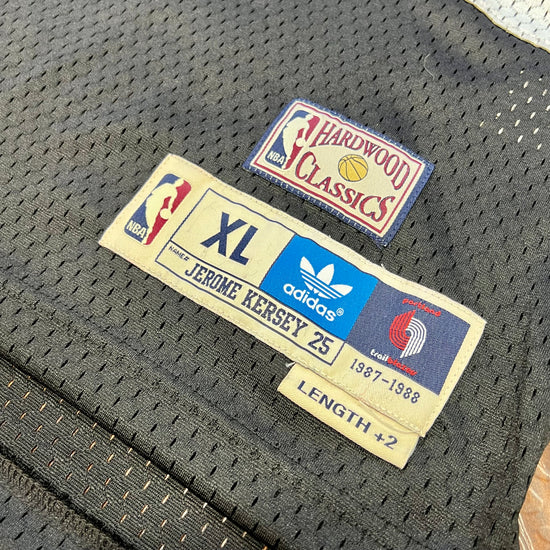 NBA
HARDWOOD
CLASSICS
NBA
XL
adidas
portland
trail blazers
NAME#
JEROME KERSEY 25
1987-1988
LENGTH +2